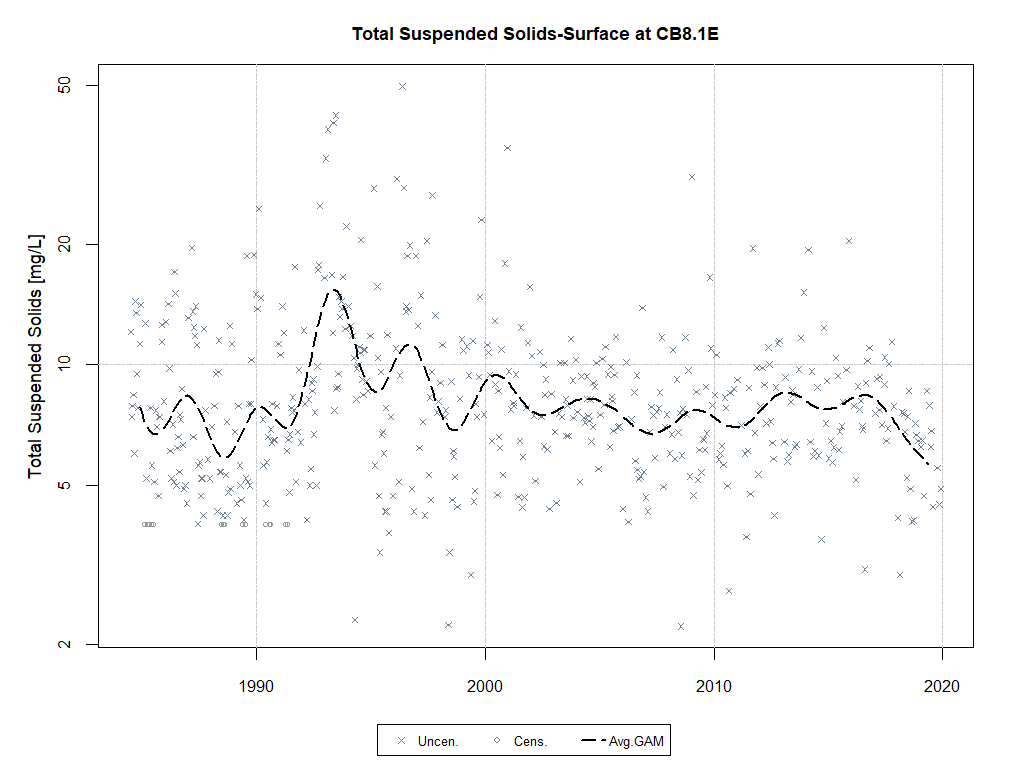 Total Suspended Solids-Surface at CB8.1E
Total Suspended Solids [mg/L]
50
20
10
5
2
1990
2000
2010
2020
Uncen.
Cens.
Avg.GAM